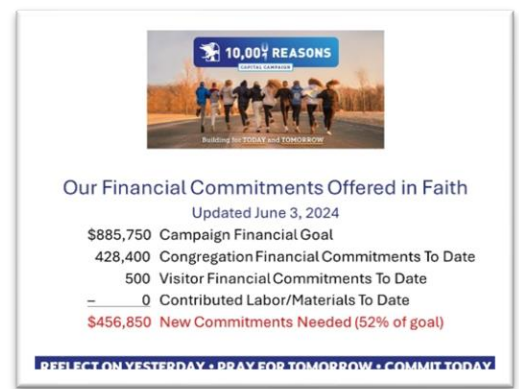 10,004 REASONS
CAPITAL CAMPAIGN
Building for TODAY and TOMORROW
Our Financial Commitments Offered in Faith
Updated June 3, 2024
$885,750 Campaign Financial Goal
428,400 Congregation Financial Commitments To Date
500 Visitor Financial Commitments To Date
– 0 Contributed Labor/Materials To Date
$456,850 New Commitments Needed (52% of goal)
REFLECT ON YESTERDAY • PRAY FOR TOMORROW • COMMIT TODAY